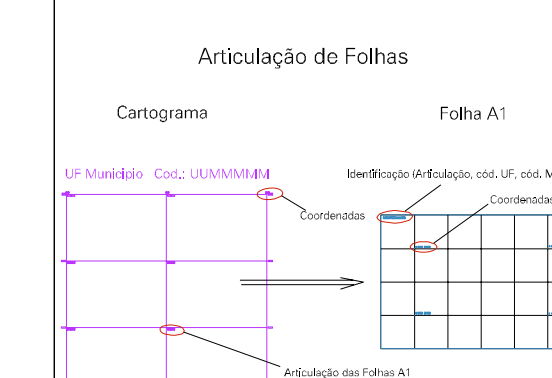 Articulação de Folhas
Cartograma
Folha A1
UF Municipio Cod.: UUMMMMM
Identificação (Articulação, cód. UF, cód. M
Coordenadas
Coordenadas
Articulação das Folhas A1